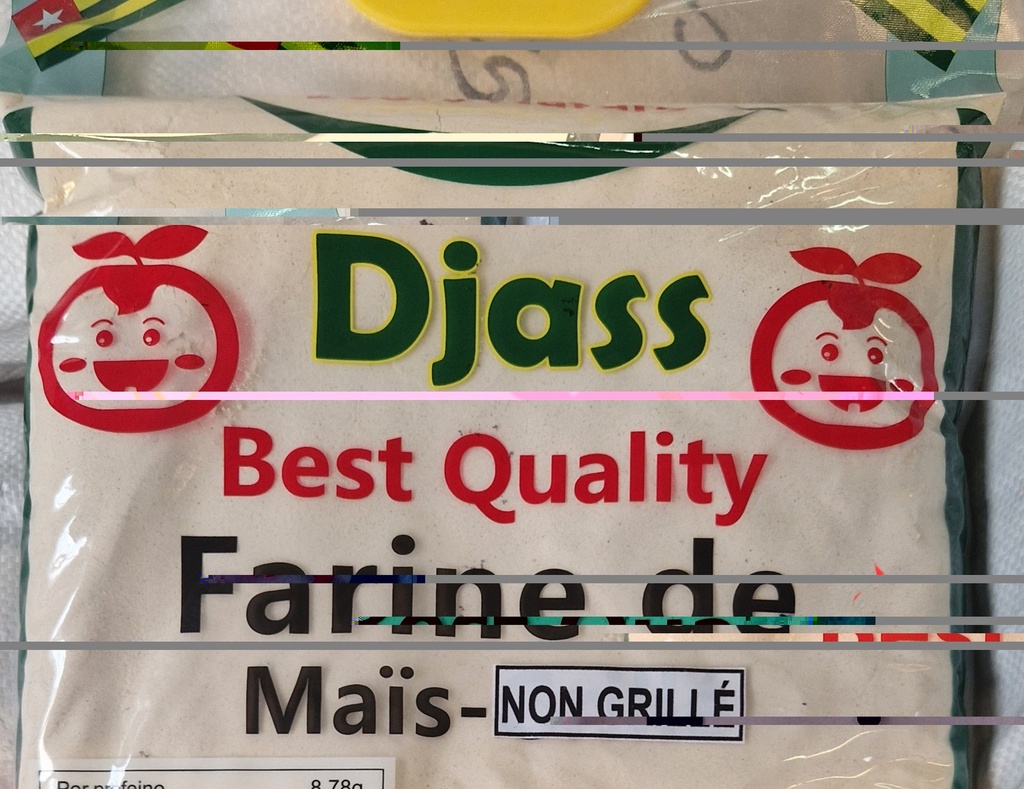 Djass
Best Quality
Farine de
Maïs-NON GRILLÉ
8.78g